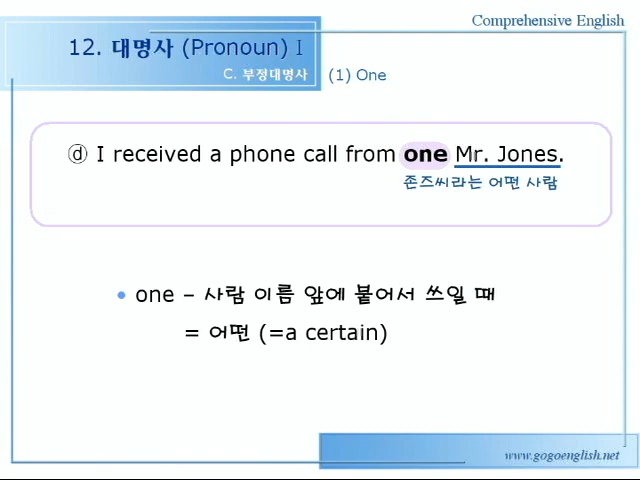 Comprehensive English
12. 대명사 (Pronoun) I
C. 부정대명사 (1) One
ⓓ I received a phone call from one Mr. Jones.
존즈씨라는 어떤 사람
• one – 사람 이름 앞에 붙어서 쓰일 때
= 어떤 (=a certain)
www.gogoenglish.net